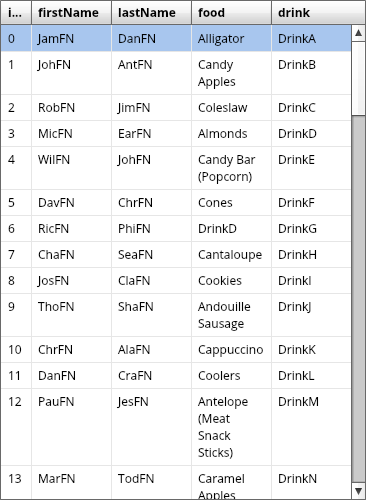 i... firstName lastName food drink
0 JamFN DanFN Alligator DrinkA
1 JohFN AntFN Candy DrinkB
Apples
2 RobFN JimFN Coleslaw DrinkC
3 MicFN EarFN Almonds DrinkD
4 WilFN JohFN Candy Bar DrinkE
(Popcorn)
5 DavFN ChrFN Cones DrinkF
6 RicFN PhiFN DrinkD DrinkG
7 ChaFN SeaFN Cantaloupe DrinkH
8 JosFN ClaFN Cookies DrinkI
9 ThoFN ShaFN Andouille DrinkJ
Sausage
10 ChrFN AlaFN Cappuccino DrinkK
11 DanFN CraFN Coolers DrinkL
12 PauFN JesFN Antelope DrinkM
(Meat
Snack
Sticks)
13 MarFN TodFN Caramel DrinkN
Apples